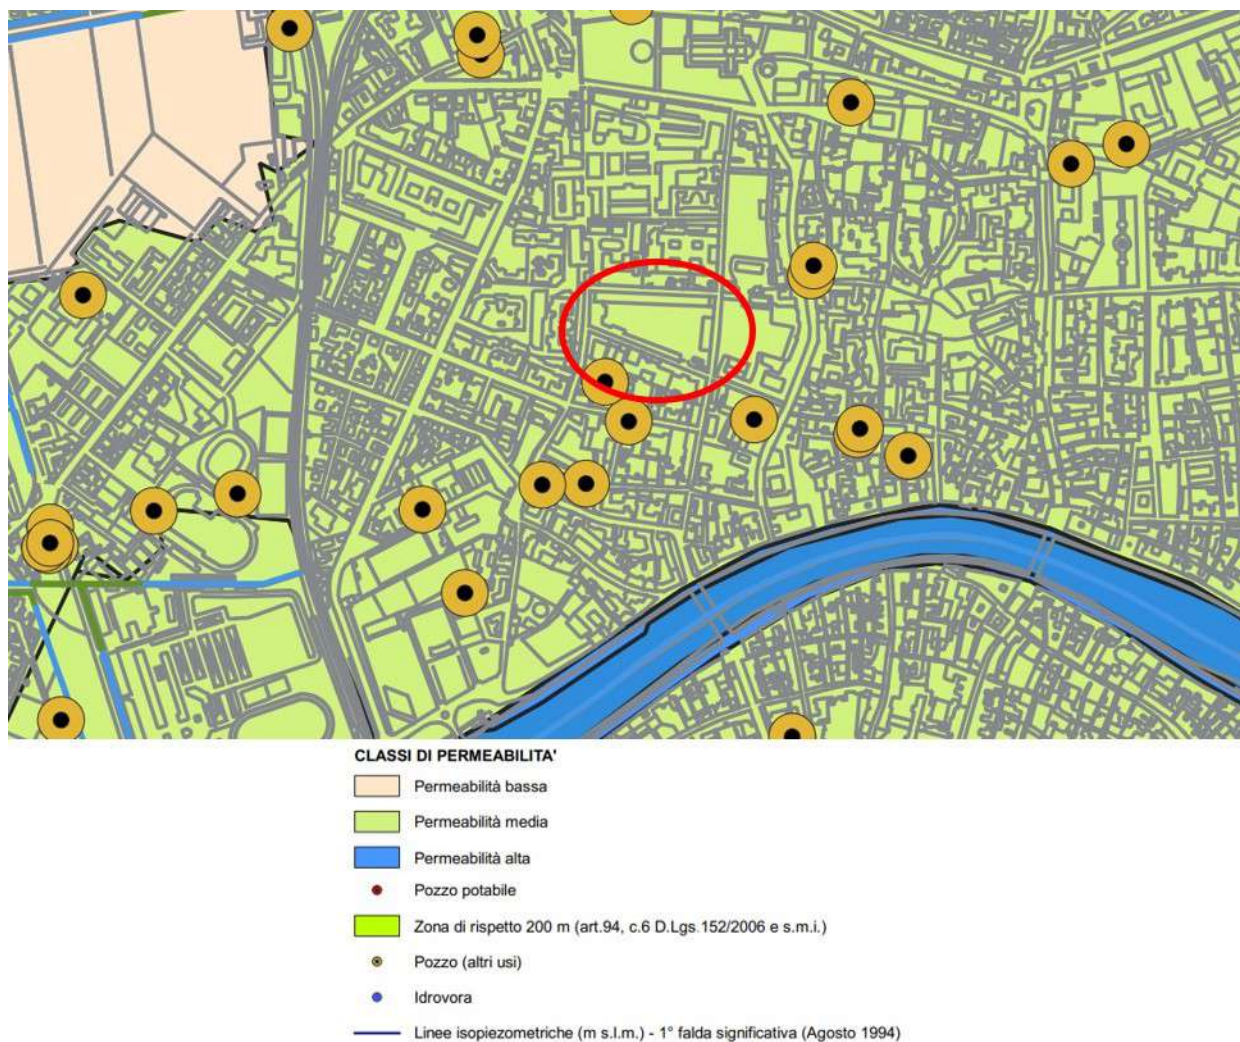 CLASSI DI PERMEABILITA'
Permeabilità bassa
Permeabilità media
Permeabilità alta
Pozzo potabile
Zona di rispetto 200 m (art.94, c.6 D.Lgs.152/2006 e s.m.i.)
Pozzo (altri usi)
Idrovora
Linee isopiezometriche (m s.l.m.) - 1° falda significativa (Agosto 1994)